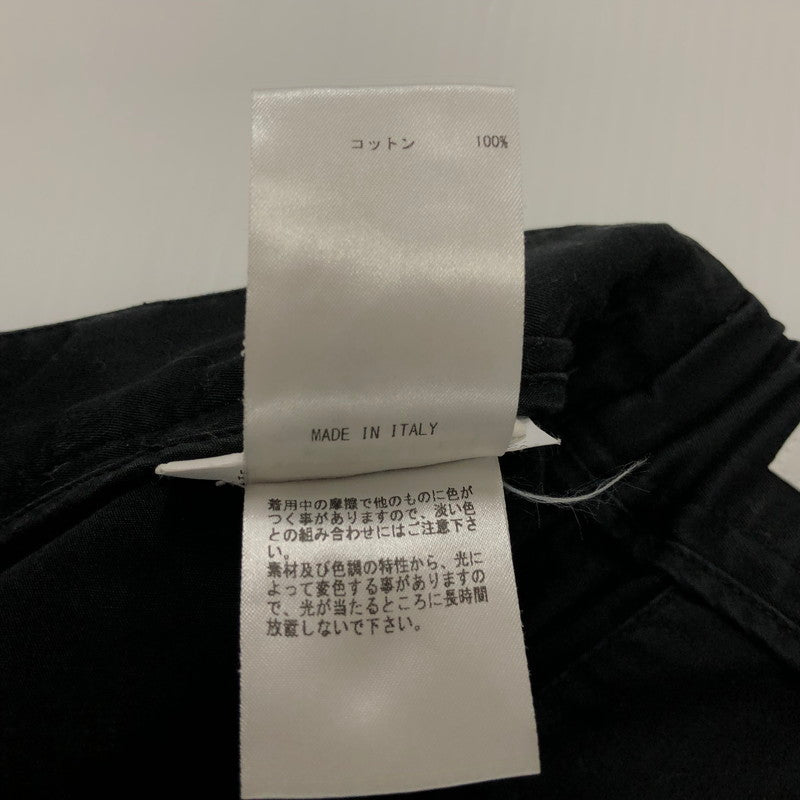 コットン 100%
MADE IN ITALY
着用中の摩擦で他のものに色が
つく事がありますので、淡い色
との組み合わせにはご注意下さ
い。
素材及び色調の特性から、光に
よって変色する事があります
ので、光が当たるところに長時間
放置しないで下さい。